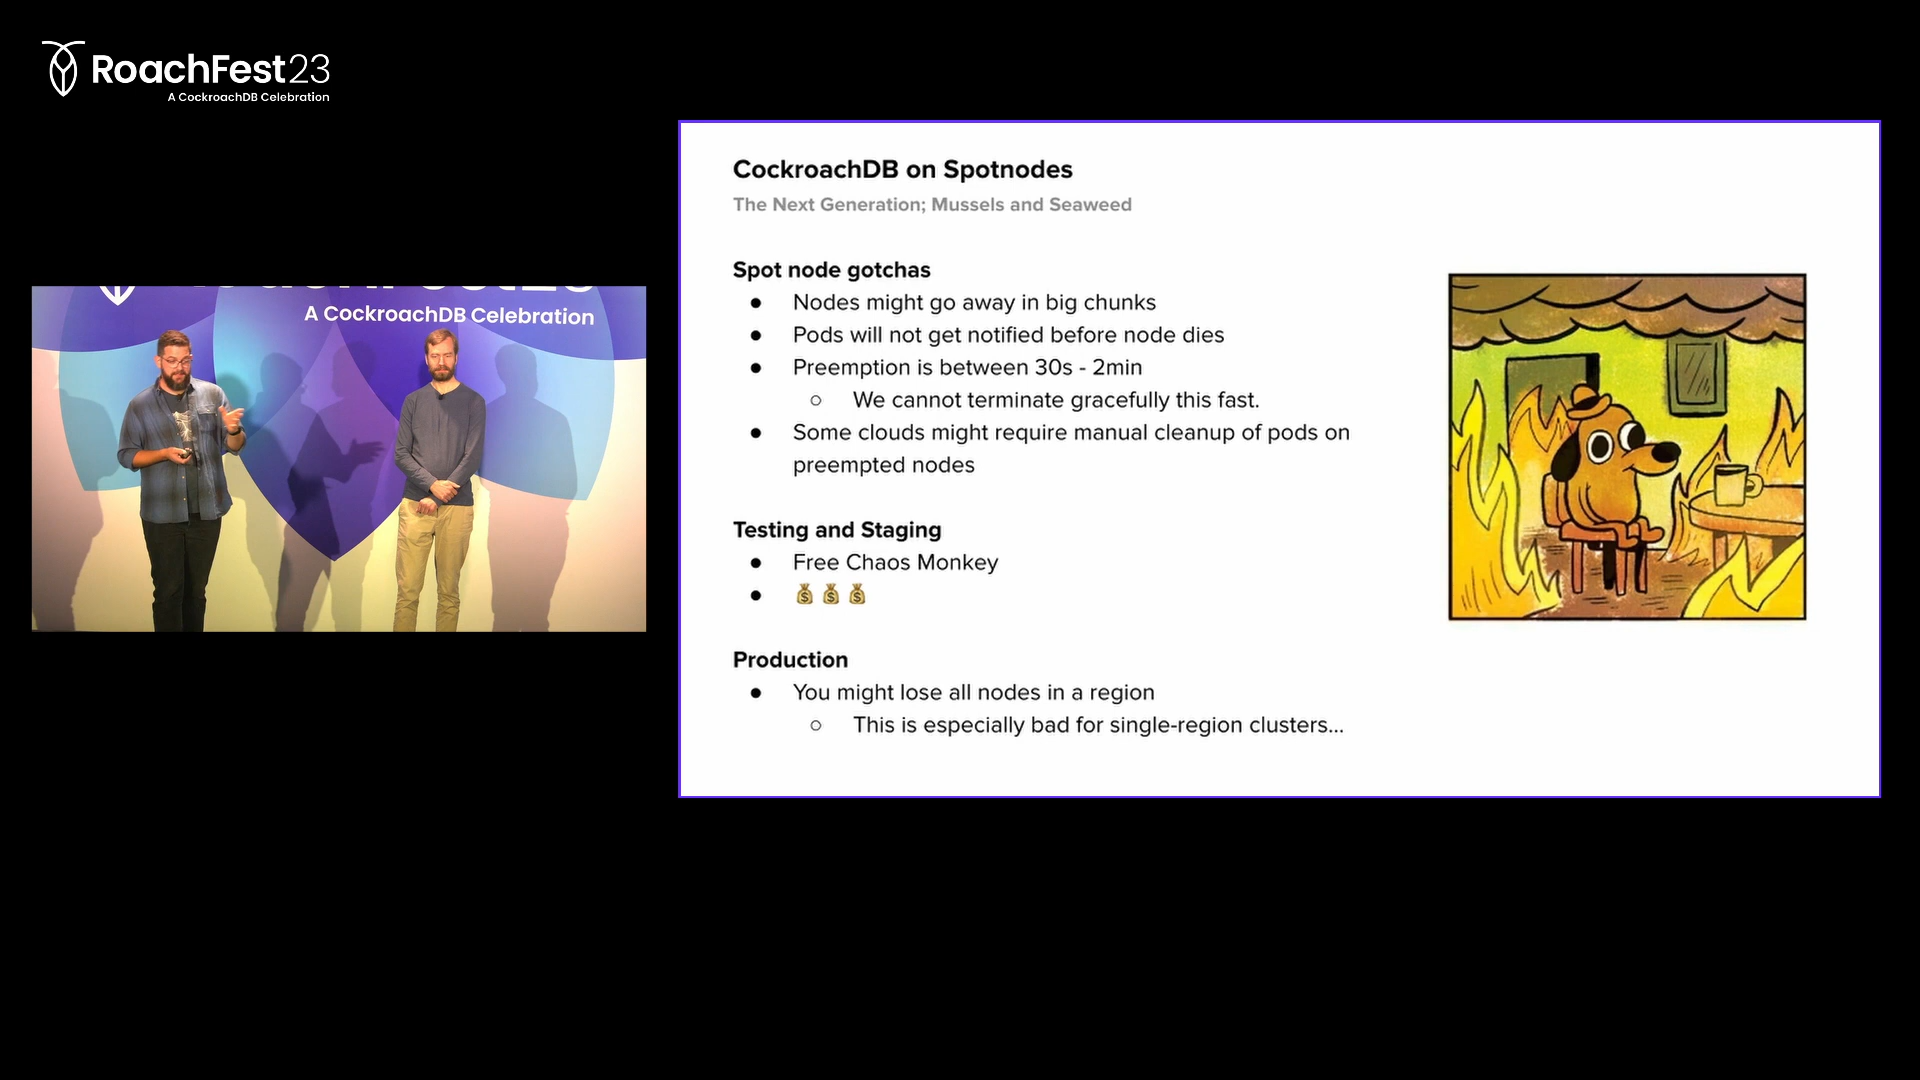 RoachFest23
A CockroachDB Celebration
A CockroachDB Celebration
CockroachDB on Spotnodes
The Next Generation; Mussels and Seaweed
Spot node gotchas
● Nodes might go away in big chunks
● Pods will not get notified before node dies
● Preemption is between 30s - 2min
○ We cannot terminate gracefully this fast.
● Some clouds might require manual cleanup of pods on
preempted nodes
Testing and Staging
● Free Chaos Monkey
● 💰 💰 💰
Production
● You might lose all nodes in a region
○ This is especially bad for single-region clusters...